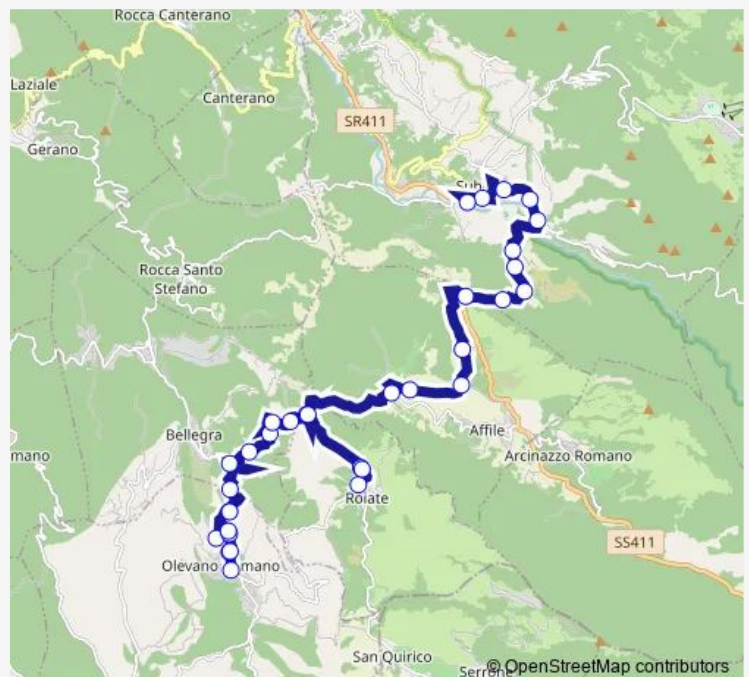 Rocca Canterano
Laziale
Canterano
SR411
Gerano
Sub
Rocca Santo
Stefano
Bellegra
mano
Affile
Arcinazzo Romano
Roiate
SS411
Olevano mano
San Quirico
Serrone
© OpenStreetMap contributors